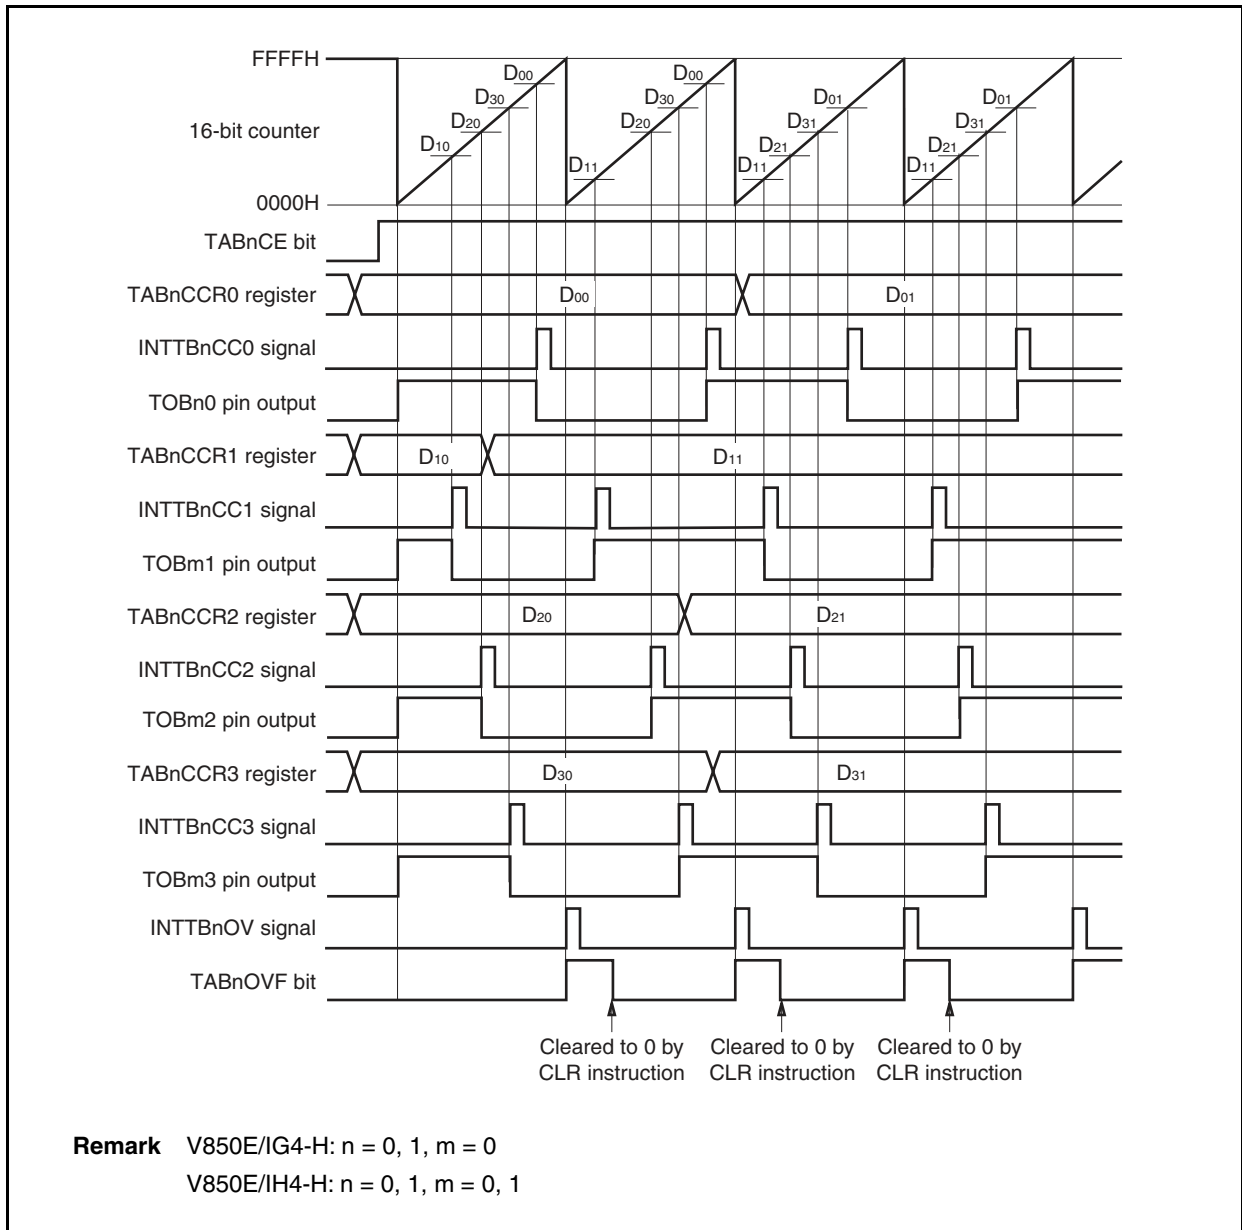 FFFFH
D00 D00
D30 D30 D01 D01
16-bit counter D20 D20 D31 D31
D10 D21 D21
D11 D11 D11
0000H
TABnCE bit
TABnCCR0 register D00 D01
INTTBnCC0 signal
TOBn0 pin output
TABnCCR1 register D10 D11
INTTBnCC1 signal
TOBm1 pin output
TABnCCR2 register D20 D21
INTTBnCC2 signal
TOBm2 pin output
TABnCCR3 register D30 D31
INTTBnCC3 signal
TOBm3 pin output
INTTBnOV signal
TABnOVF bit
Cleared to 0 by Cleared to 0 by Cleared to 0 by
CLR instruction CLR instruction CLR instruction
Remark V850E/IG4-H: n = 0, 1, m = 0
V850E/IH4-H: n = 0, 1, m = 0, 1